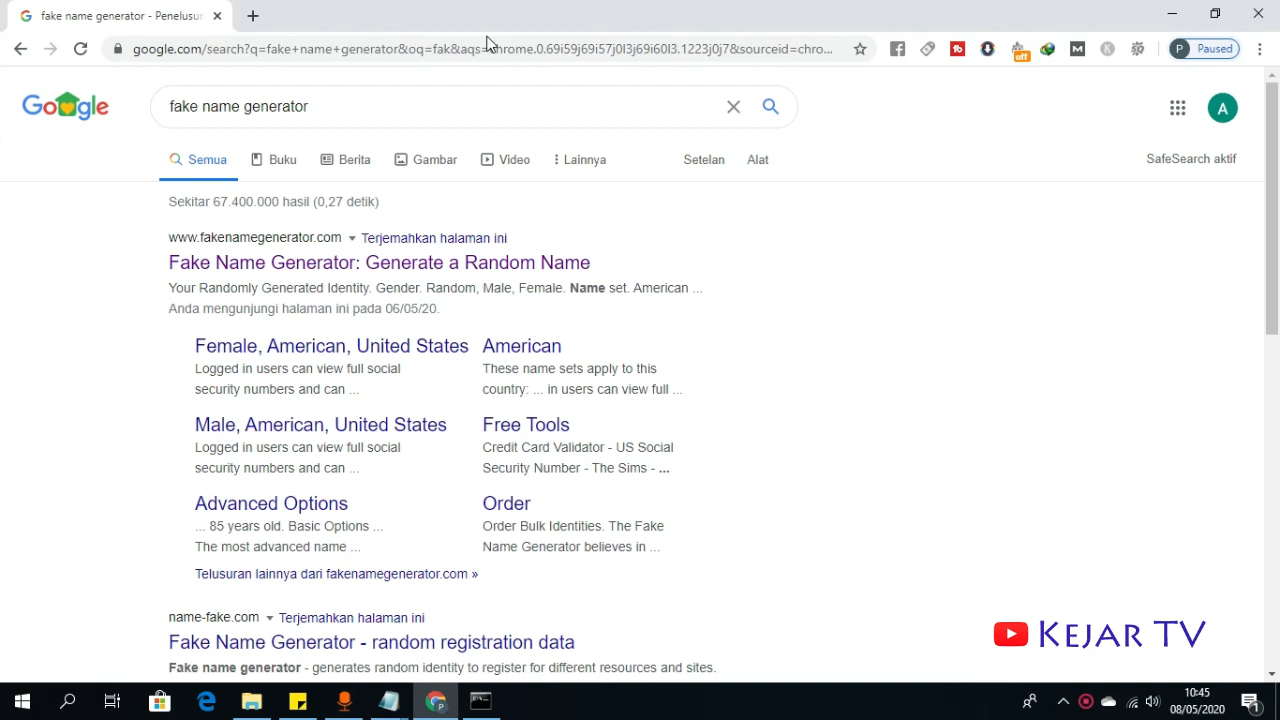 fake name generator - Penelusur
google.com/search?q=fake+name+generator&oq=fak&aqs=chrome.0.69i59j69i57j0l3j69i60l3.1223j0j7&sourceid=chro...
off
P Paused
Google
fake name generator
A
Semua Buku Berita Gambar Video Lainnya Setelan Alat
SafeSearch aktif
Sekitar 67.400.000 hasil (0,27 detik)
www.fakenamegenerator.com Terjemahkan halaman ini
Fake Name Generator: Generate a Random Name
Your Randomly Generated Identity. Gender. Random, Male, Female. Name set. American ...
Anda mengunjungi halaman ini pada 06/05/20.
Female, American, United States
Logged in users can view full social
security numbers and can ...
American
These name sets apply to this
country: ... in users can view full ...
Male, American, United States
Logged in users can view full social
security numbers and can ...
Free Tools
Credit Card Validator - US Social
Security Number - The Sims - ...
Advanced Options
... 85 years old. Basic Options ...
The most advanced name ...
Order
Order Bulk Identities. The Fake
Name Generator believes in ...
Telusuran lainnya dari fakenamegenerator.com »
name-fake.com Terjemahkan halaman ini
Fake Name Generator - random registration data
Fake name generator - generates random identity to register for different resources and sites.
KEJAR TV
10:45
08/05/2020
1